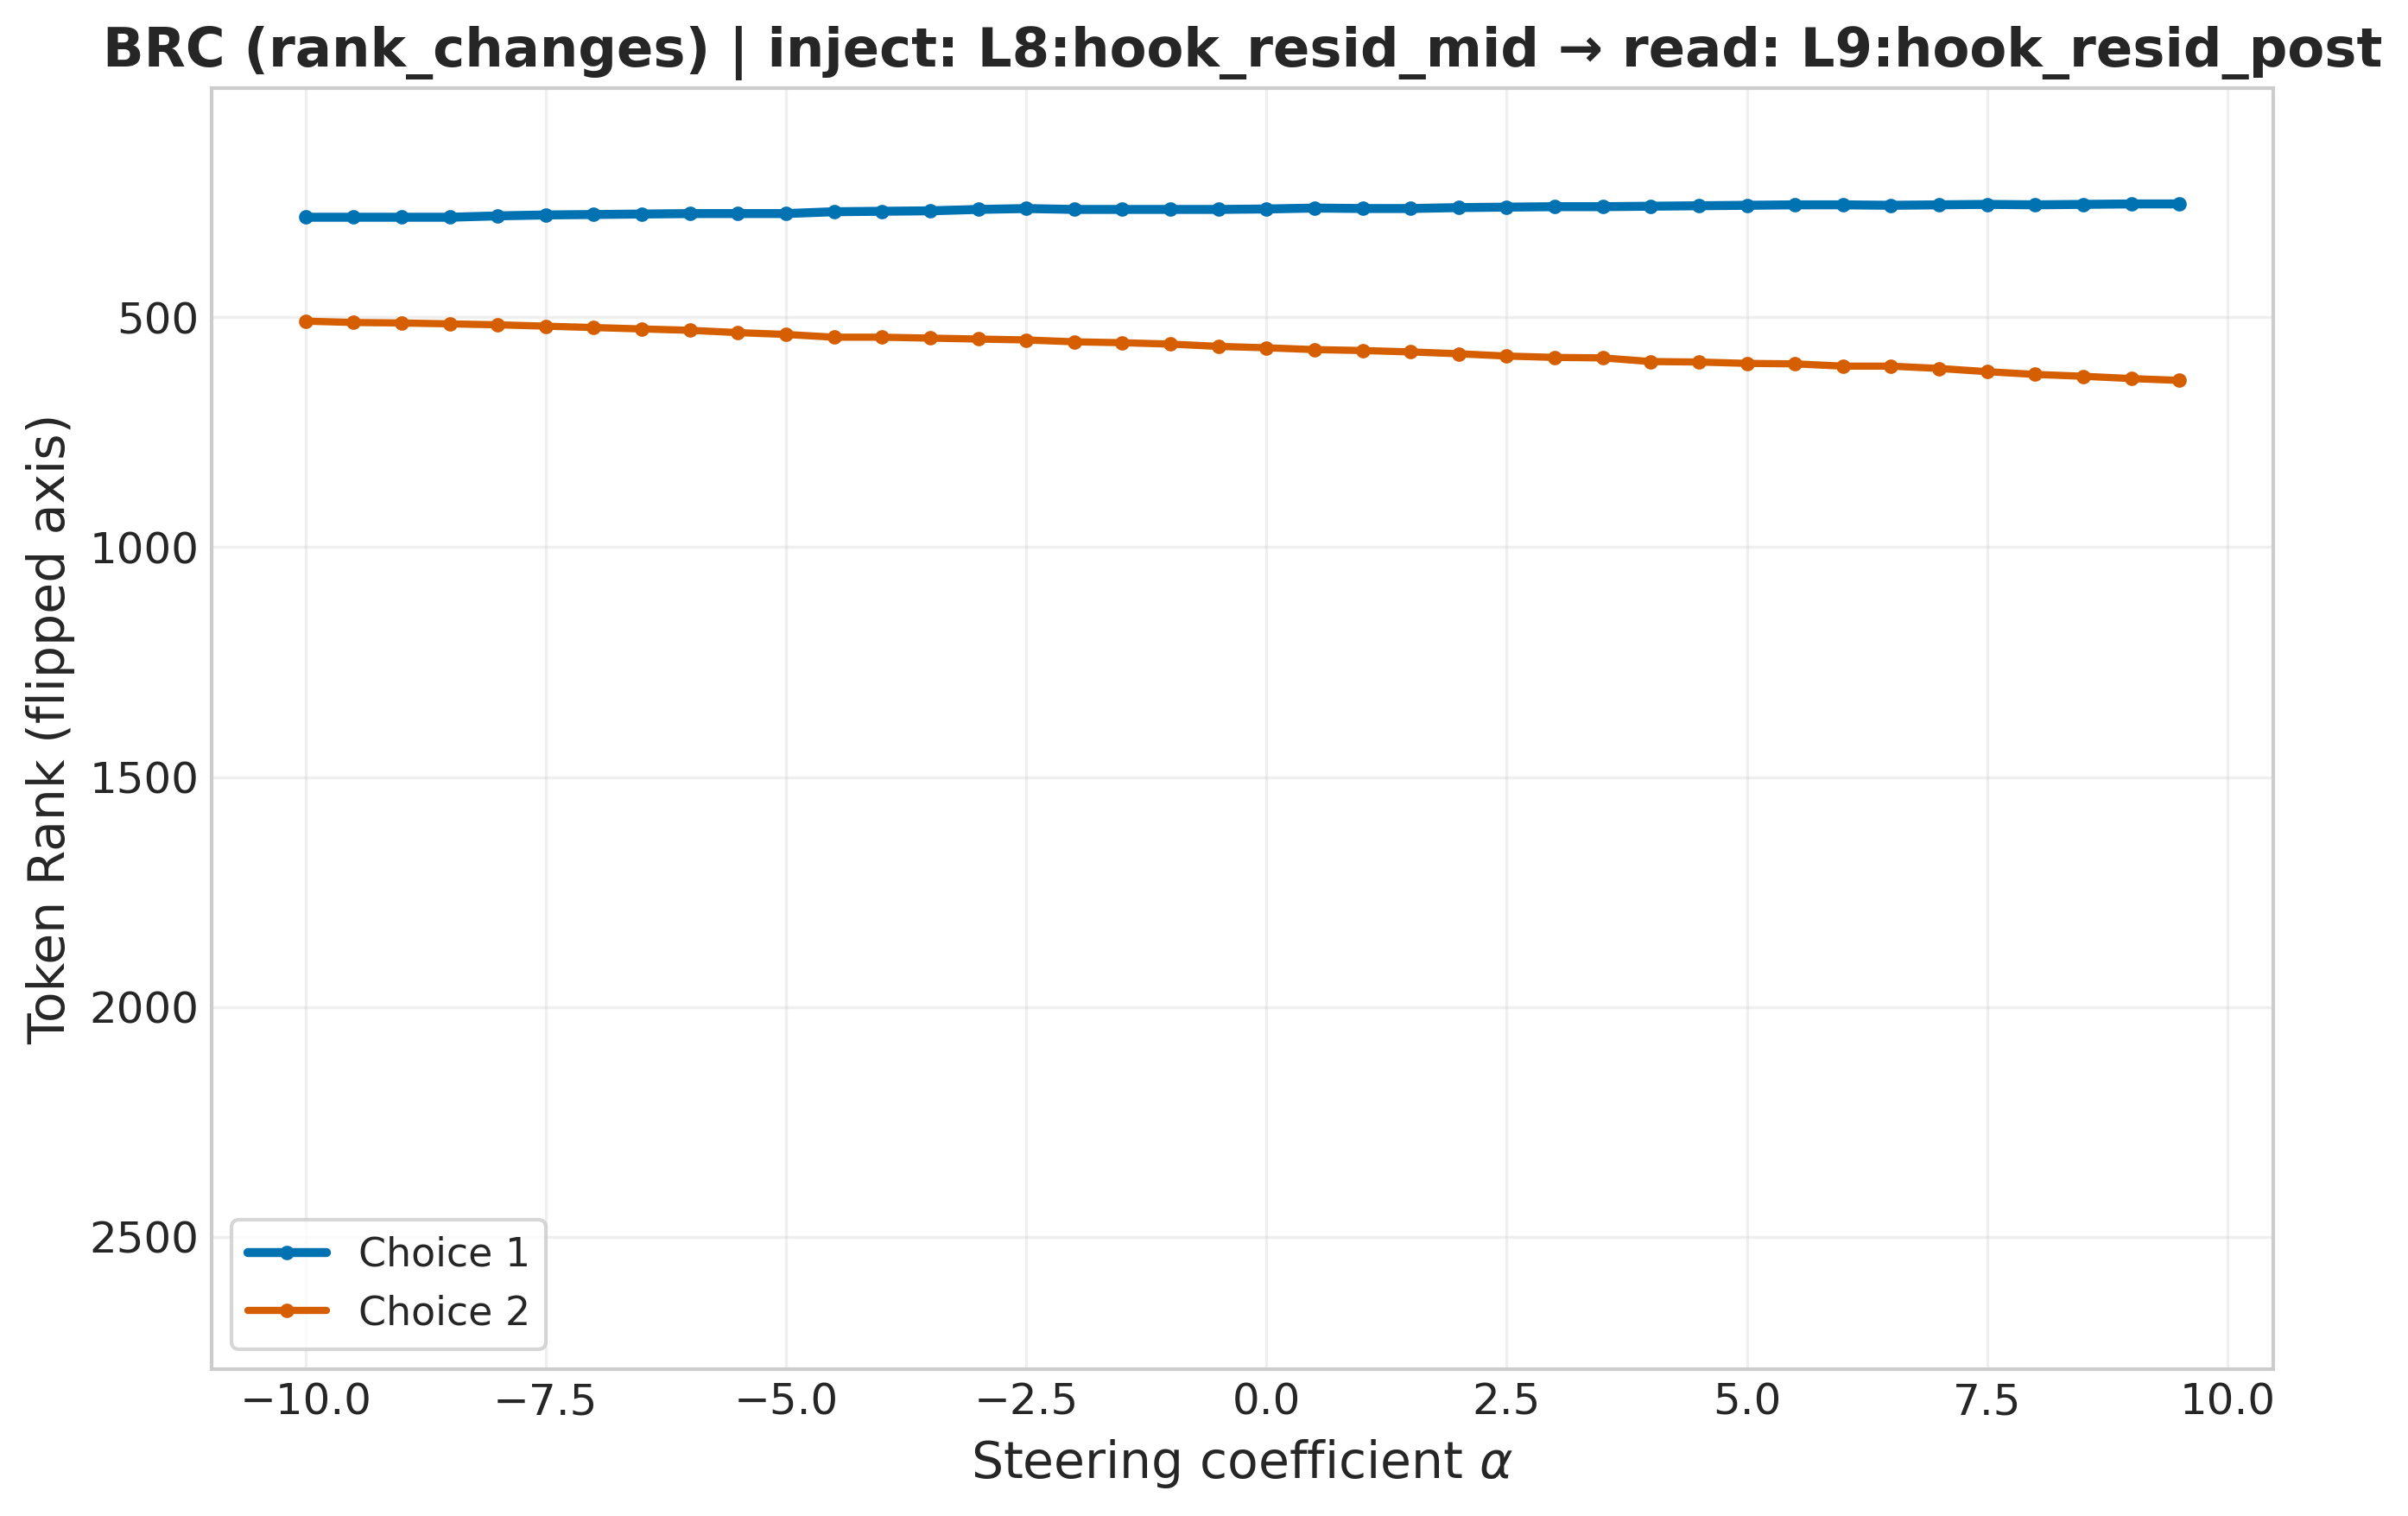 BRC (rank_changes) | inject: L8:hook_resid_mid → read: L9:hook_resid_post
Token Rank (flipped axis)
500
1000
1500
2000
2500
Choice 1
Choice 2
−10.0 −7.5 −5.0 −2.5 0.0 2.5 5.0 7.5 10.0
Steering coefficient α